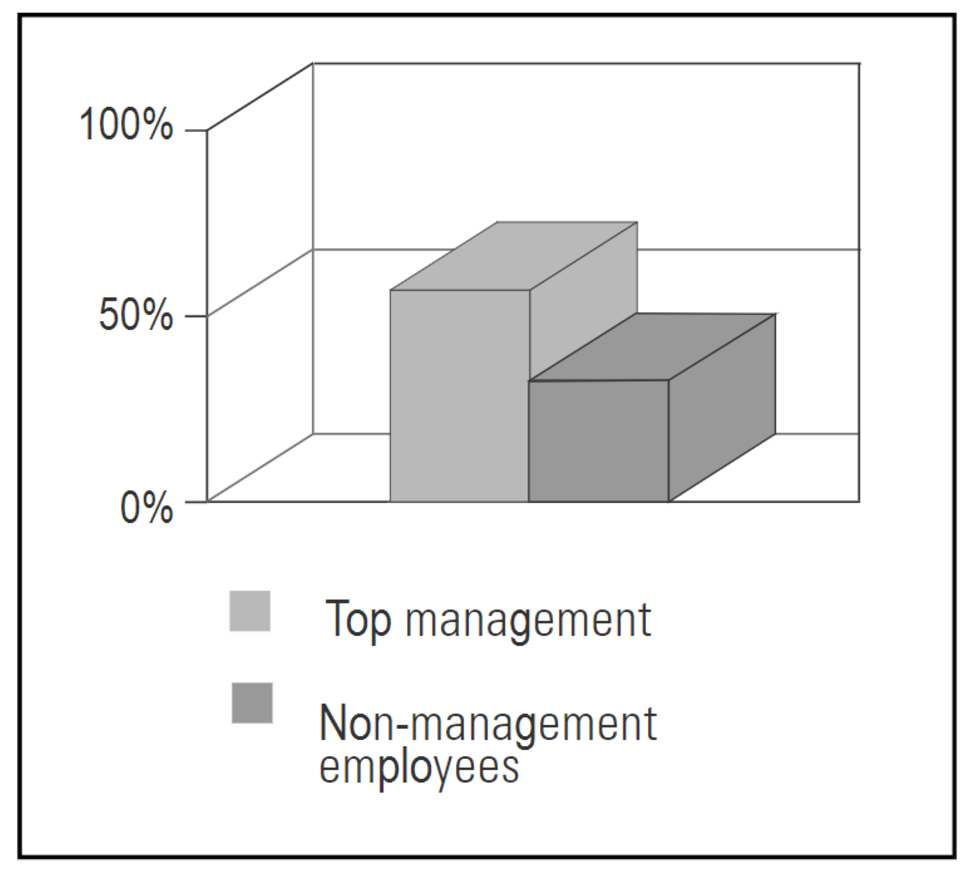 100%
50%
0%
Top management
Non-management
employees